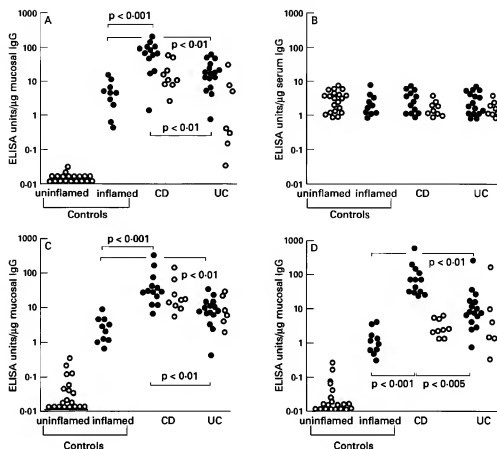 A
ELISA units/µg mucosal IgG
1000
100
10
1
0·1
0·01
p < 0·001
p < 0·01
p < 0·01
uninflamed inflamed CD UC
Controls
B
ELISA units/µg serum IgG
1000
100
10
1
0·1
0·01
uninflamed inflamed CD UC
Controls
C
ELISA units/µg mucosal IgG
1000
100
10
1
0·1
0·01
p < 0·001
p < 0·01
p < 0·01
uninflamed inflamed CD UC
Controls
D
ELISA units/µg mucosal IgG
1000
100
10
1
0·1
0·01
p < 0·01
p < 0·001 p < 0·005
uninflamed inflamed CD UC
Controls